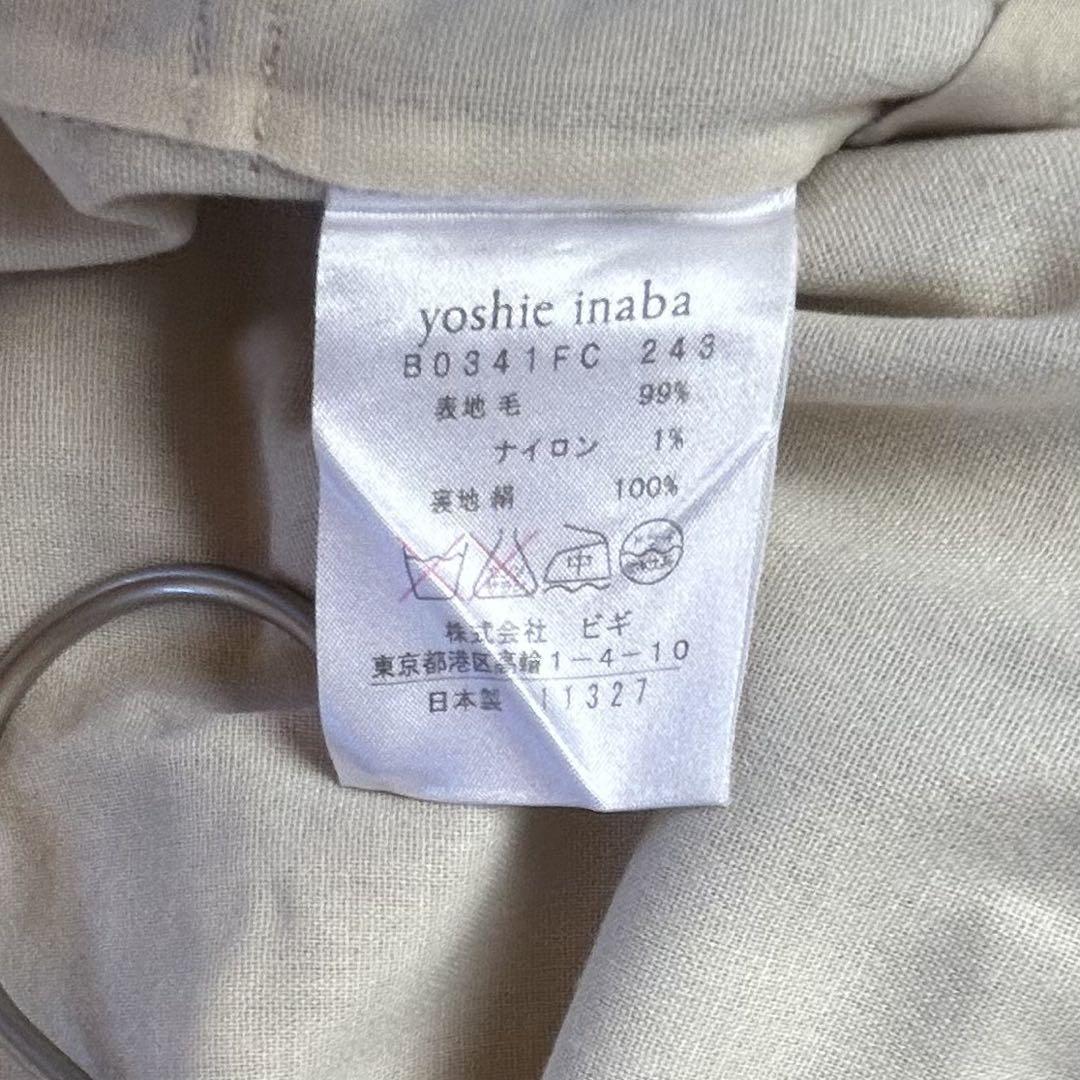 yoshie inaba
B0341FC 243
表地 毛 99%
ナイロン 1%
裏地 絹 100%
中
株式会社 ビギ
東京都港区高輪1-4-10
日本製 11327